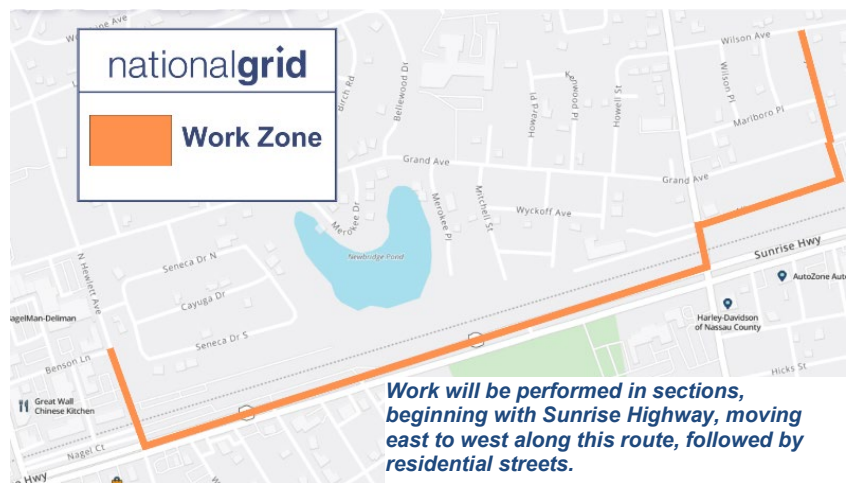 Wilson Ave
nationalgrid
Work Zone
Birch Rd
Bellewood Dr
Howard Pl
Howell St
Wilson Pl
Marlboro Pl
Grand Ave
Grand Ave
Merokee Dr
Merokee Pl
Mitchell St
Wyckoff Ave
Newbridge Pond
Sunrise Hwy
N Hewlett Ave
Seneca Dr N
Cayuga Dr
Seneca Dr S
AutoZone Auto
Harley-Davidson
of Nassau County
agelMan-Deliman
Benson Ln
Hicks St
Great Wall
Chinese Kitchen
Nagel Ct
e Hwy
Work will be performed in sections,
beginning with Sunrise Highway, moving
east to west along this route, followed by
residential streets.